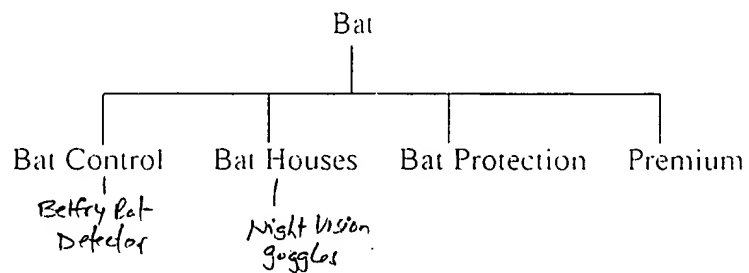 Bat
Bat Control Bat Houses Bat Protection Premium
Belfry Bat
Detector
Night Vision
goggles